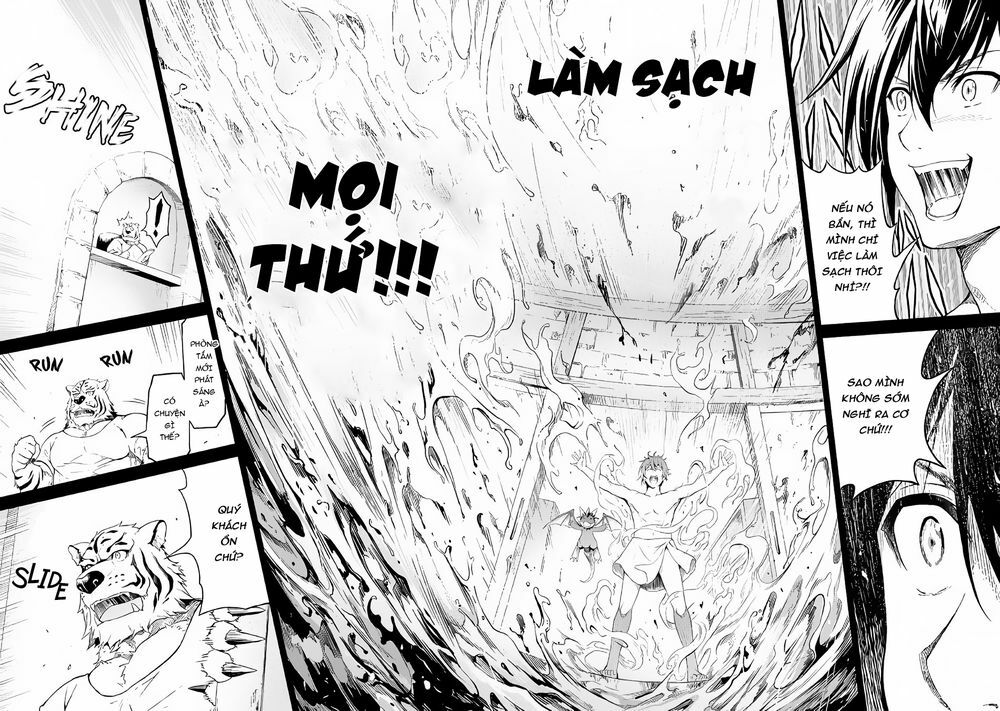 NẾU NÓ
BẨN, THÌ
MÌNH CHỈ
VIỆC LÀM
SẠCH THÔI
NHỈ?!!
SAO MÌNH
KHÔNG SỚM
NGHĨ RA CƠ
CHỨ!!!
LÀM SẠCH
MỌI
THỨ!!!
SHINE
!
PHÒNG
TẮM MỚI
PHÁT
SÁNG
À?
CÓ
CHUYỆN
GÌ
THẾ?
RUN RUN
QUÝ
KHÁCH
ỔN
CHỨ?
SLIDE